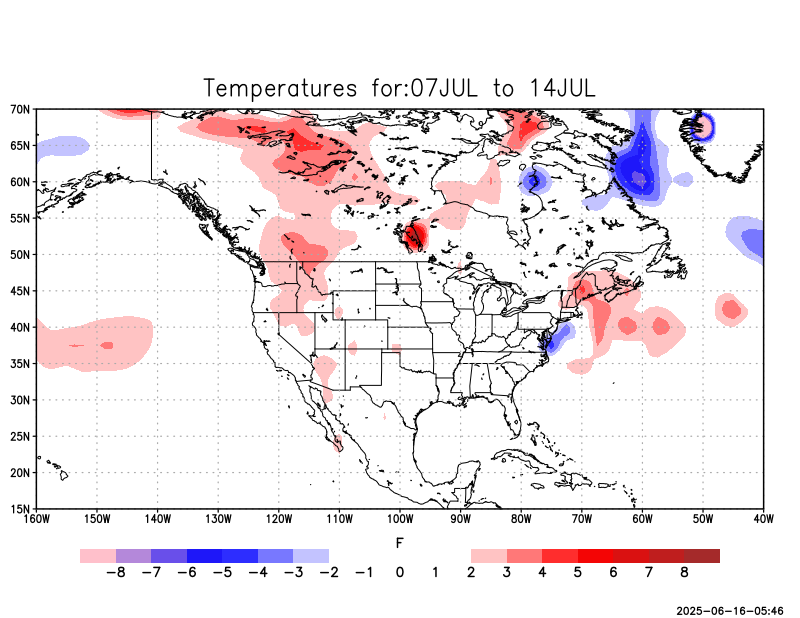 Temperatures for:07JUL to 14JUL
70N
65N
60N
55N
50N
45N
40N
35N
30N
25N
20N
15N
160W 150W 140W 130W 120W 110W 100W 90W 80W 70W 60W 50W 40W
F
−8 −7 −6 −5 −4 −3 −2 −1 0 1 2 3 4 5 6 7 8
2025-06-16-05:46